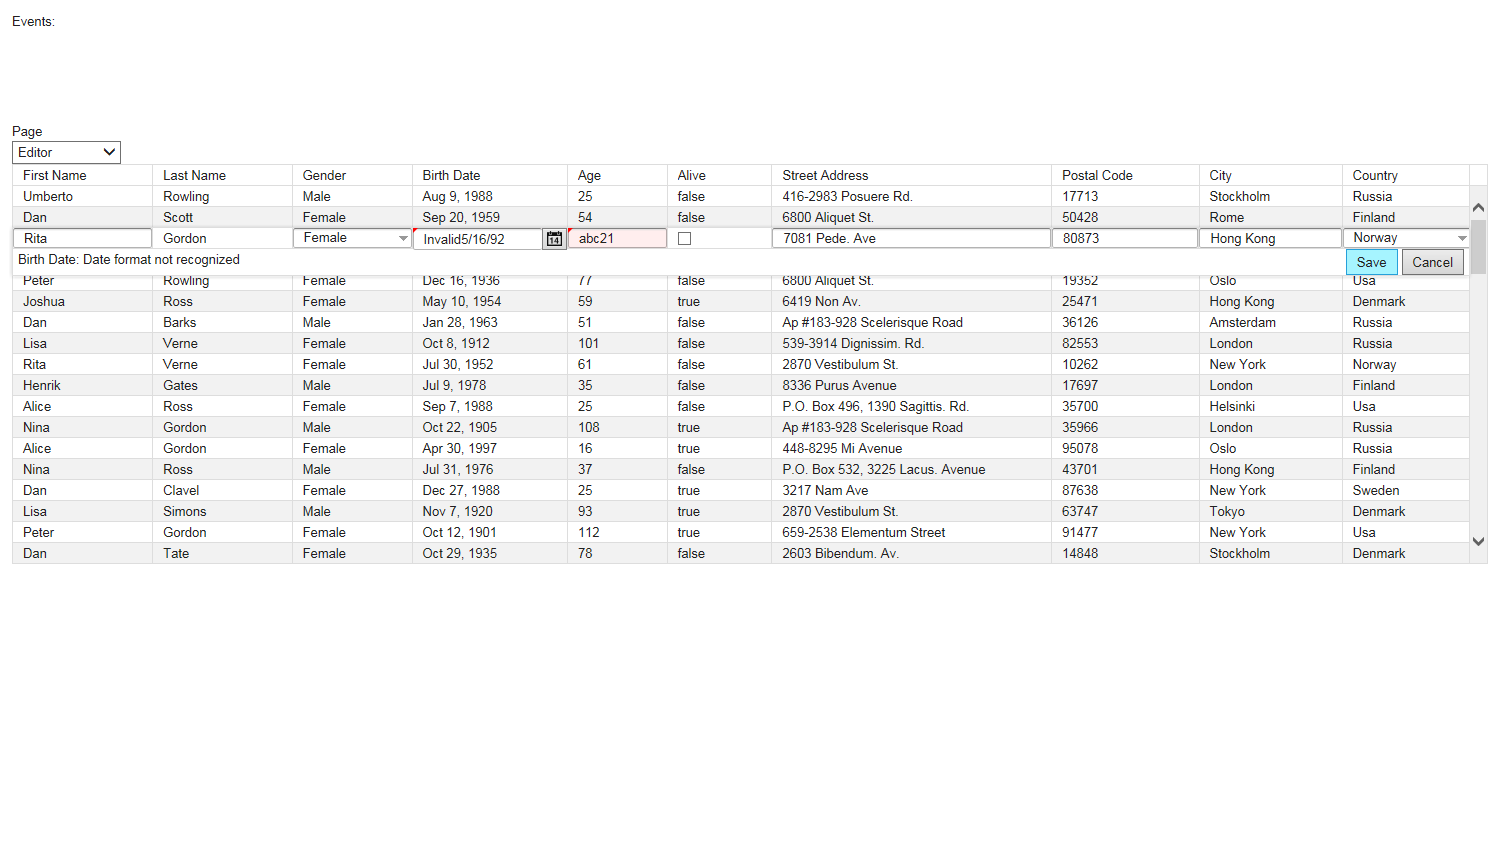 Events:
Page
Editor
First Name Last Name Gender Birth Date Age Alive Street Address Postal Code City Country
Umberto Rowling Male Aug 9, 1988 25 false 416-2983 Posuere Rd. 17713 Stockholm Russia
Dan Scott Female Sep 20, 1959 54 false 6800 Aliquet St. 50428 Rome Finland
Rita Gordon Female Invalid5/16/92 14 abc21 7081 Pede. Ave 80873 Hong Kong Norway
Birth Date: Date format not recognized Save Cancel
Peter Rowling Female Dec 16, 1936 77 false 6800 Aliquet St. 19352 Oslo Usa
Joshua Ross Female May 10, 1954 59 true 6419 Non Av. 25471 Hong Kong Denmark
Dan Barks Male Jan 28, 1963 51 false Ap #183-928 Scelerisque Road 36126 Amsterdam Russia
Lisa Verne Female Oct 8, 1912 101 false 539-3914 Dignissim. Rd. 82553 London Russia
Rita Verne Female Jul 30, 1952 61 false 2870 Vestibulum St. 10262 New York Norway
Henrik Gates Male Jul 9, 1978 35 false 8336 Purus Avenue 17697 London Finland
Alice Ross Female Sep 7, 1988 25 false P.O. Box 496, 1390 Sagittis. Rd. 35700 Helsinki Usa
Nina Gordon Male Oct 22, 1905 108 true Ap #183-928 Scelerisque Road 35966 London Russia
Alice Gordon Female Apr 30, 1997 16 true 448-8295 Mi Avenue 95078 Oslo Russia
Nina Ross Male Jul 31, 1976 37 false P.O. Box 532, 3225 Lacus. Avenue 43701 Hong Kong Finland
Dan Clavel Female Dec 27, 1988 25 true 3217 Nam Ave 87638 New York Sweden
Lisa Simons Male Nov 7, 1920 93 true 2870 Vestibulum St. 63747 Tokyo Denmark
Peter Gordon Female Oct 12, 1901 112 true 659-2538 Elementum Street 91477 New York Usa
Dan Tate Female Oct 29, 1935 78 false 2603 Bibendum. Av. 14848 Stockholm Denmark